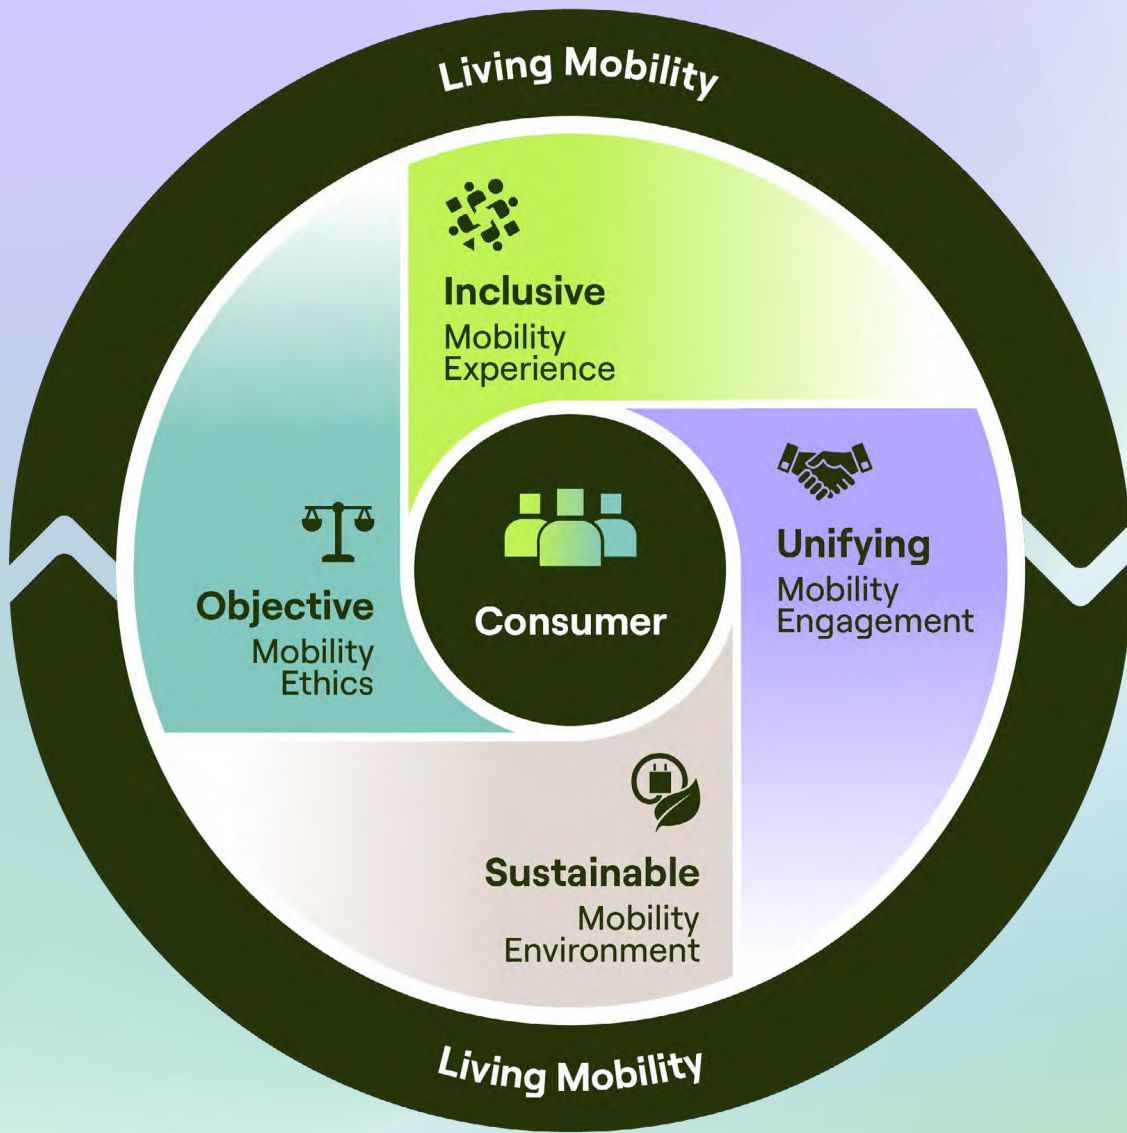 Living Mobility
Inclusive
Mobility
Experience
Unifying
Mobility
Engagement
Objective
Mobility
Ethics
Consumer
Sustainable
Mobility
Environment
Living Mobility